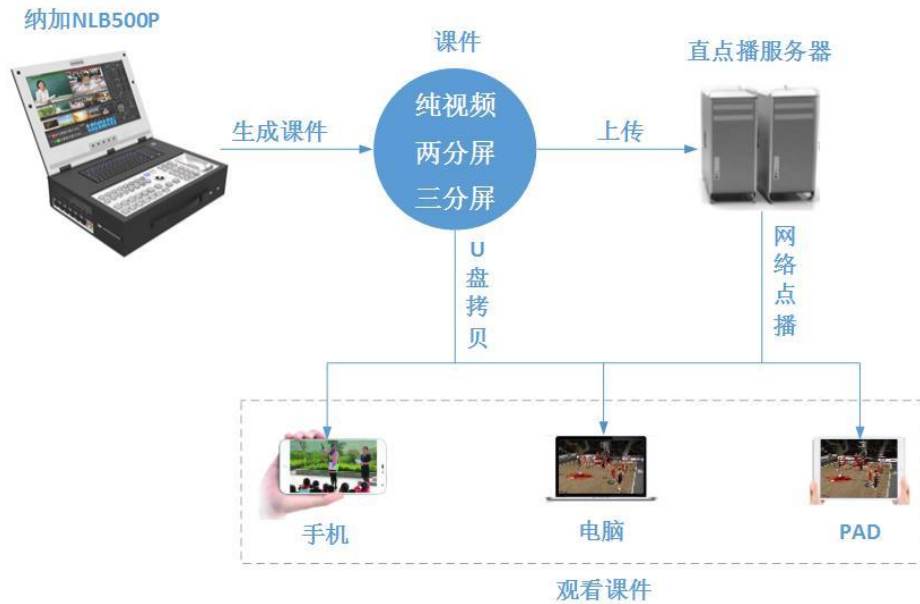 纳加NLB500P
课件
直点播服务器
纯视频
两分屏
三分屏
生成课件
上传
U盘拷贝
网络点播
手机
电脑
PAD
观看课件